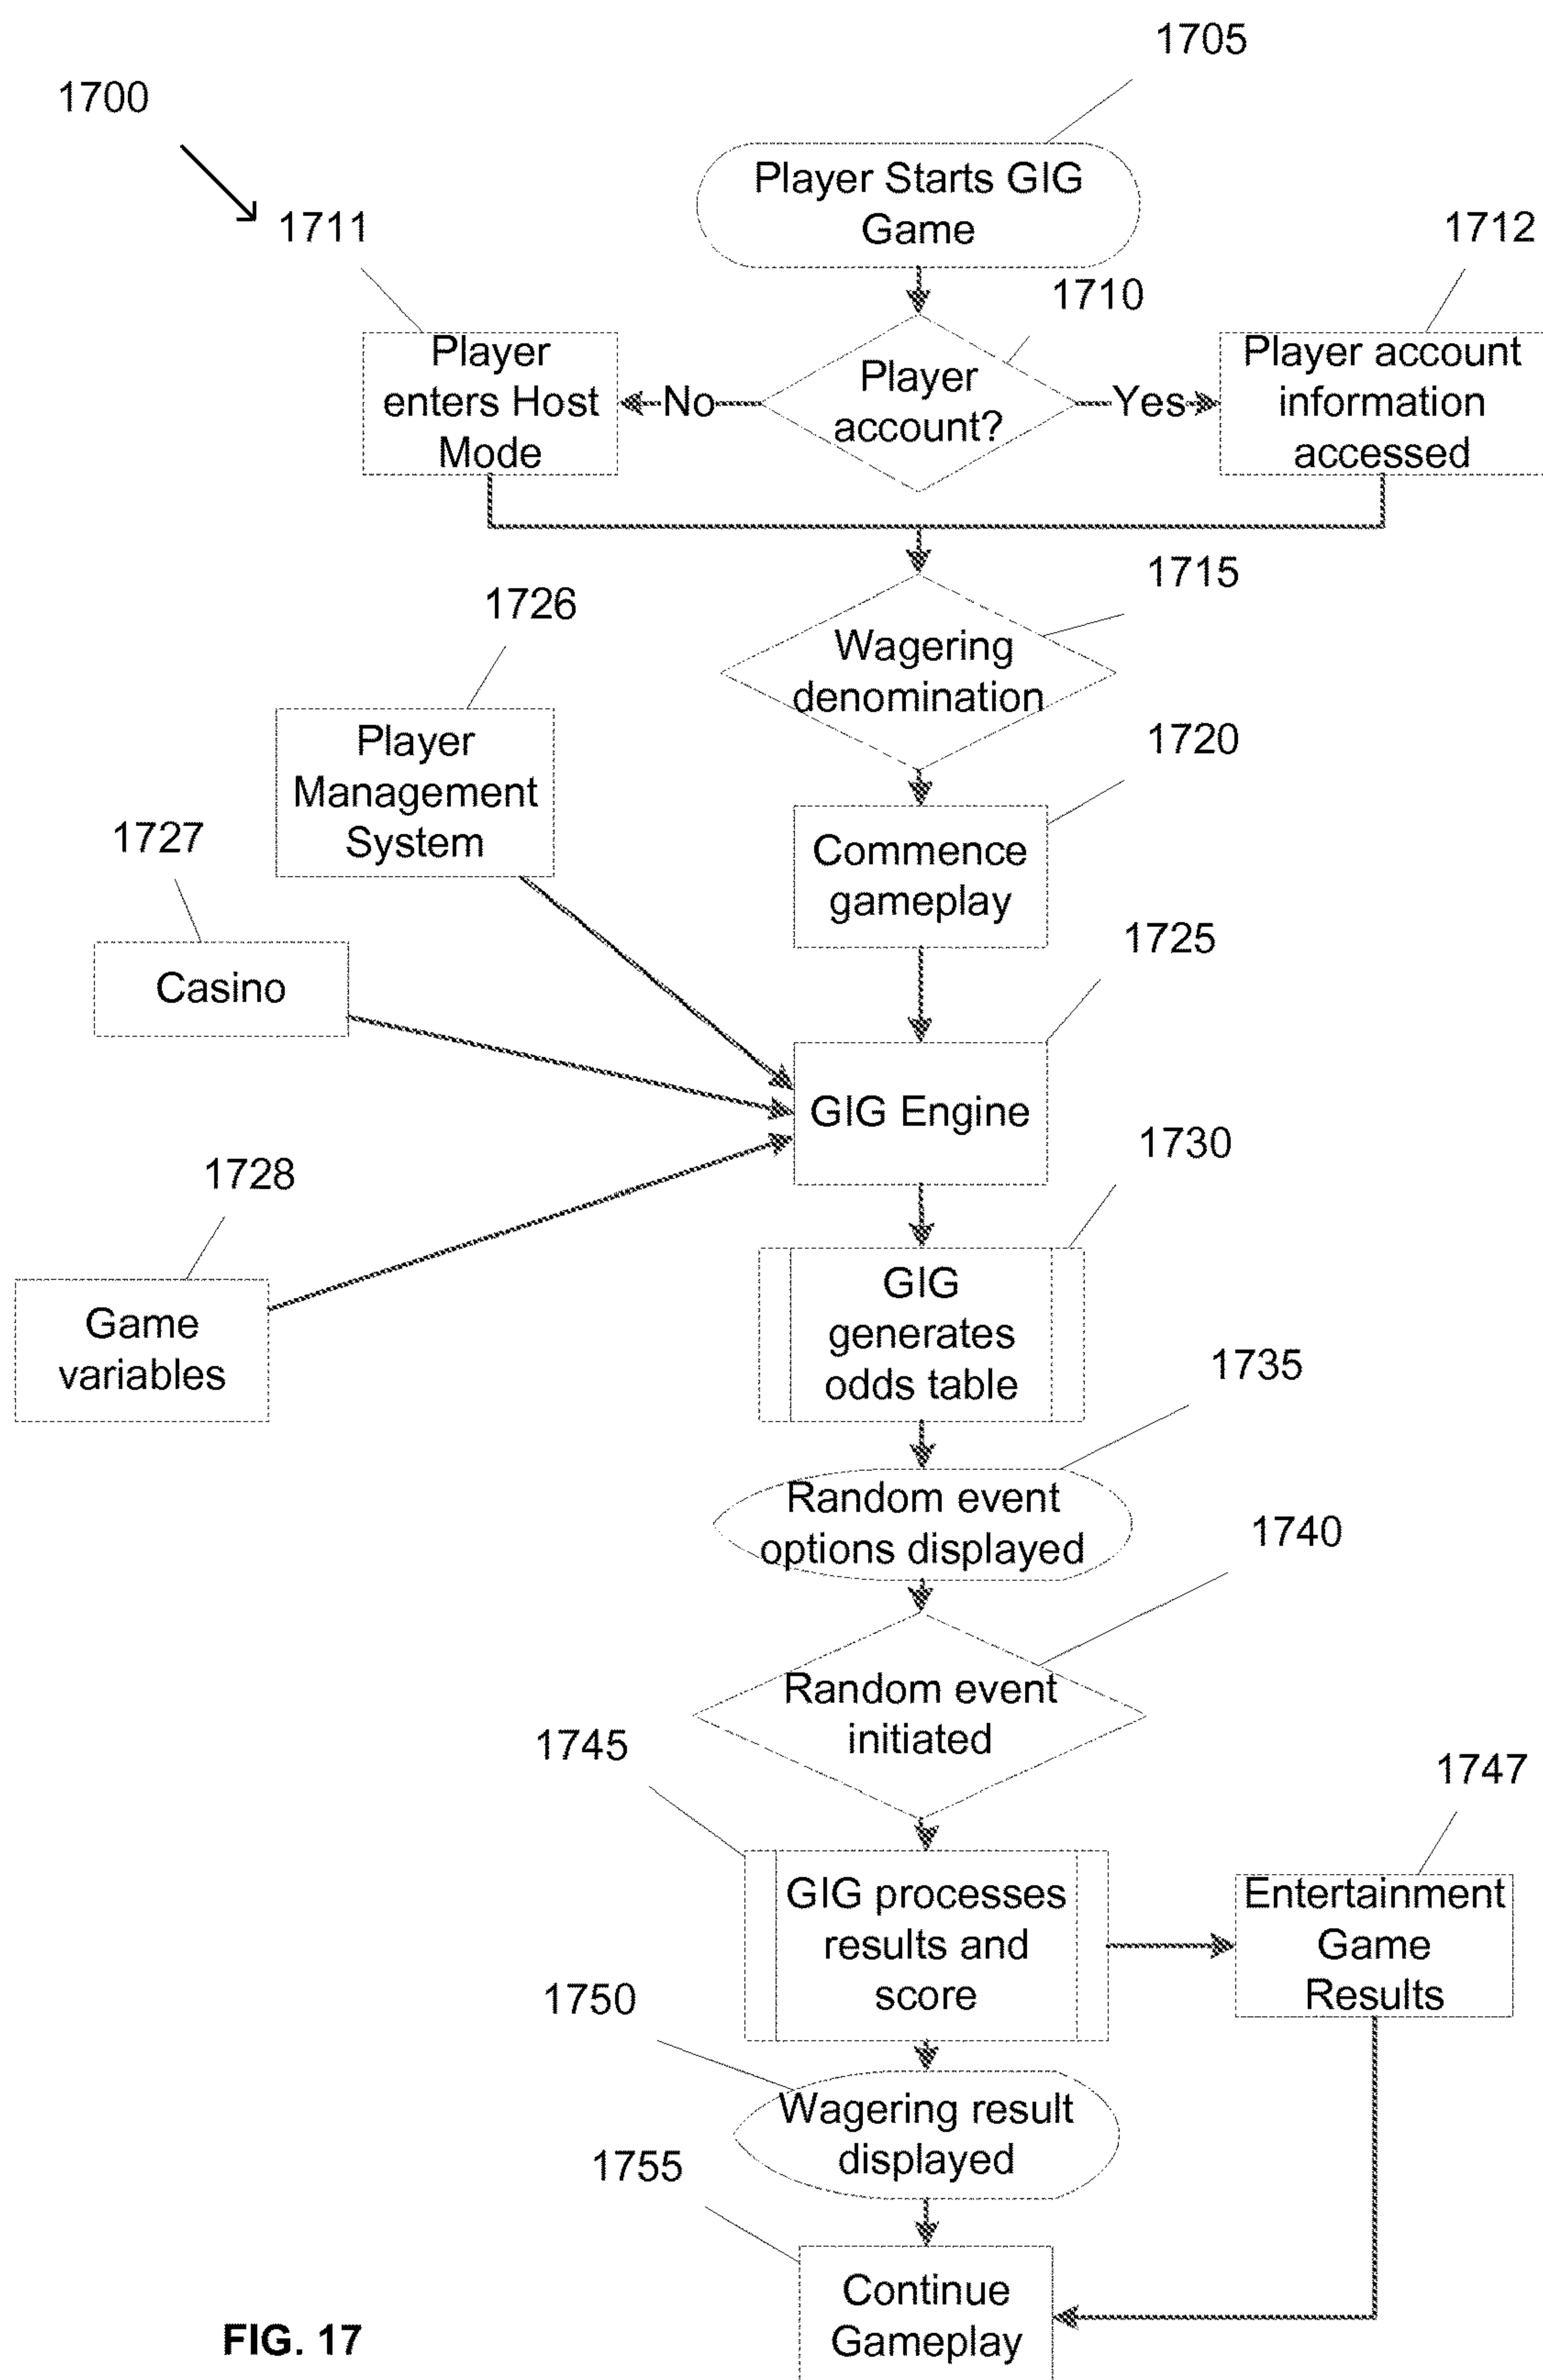 1705
1700
Player Starts GIG
Game
1711
1712
1710
Player
enters Host
Mode
No
Player
account?
Yes
Player account
information
accessed
1715
1726
Wagering
denomination
Player
Management
System
1720
1727
Commence
gameplay
Casino
1725
GIG Engine
1728
1730
Game
variables
GIG
generates
odds table
1735
Random event
options displayed
1740
Random event
initiated
1745
1747
GIG processes
results and
score
Entertainment
Game
Results
1750
Wagering result
displayed
1755
Continue
Gameplay
FIG. 17